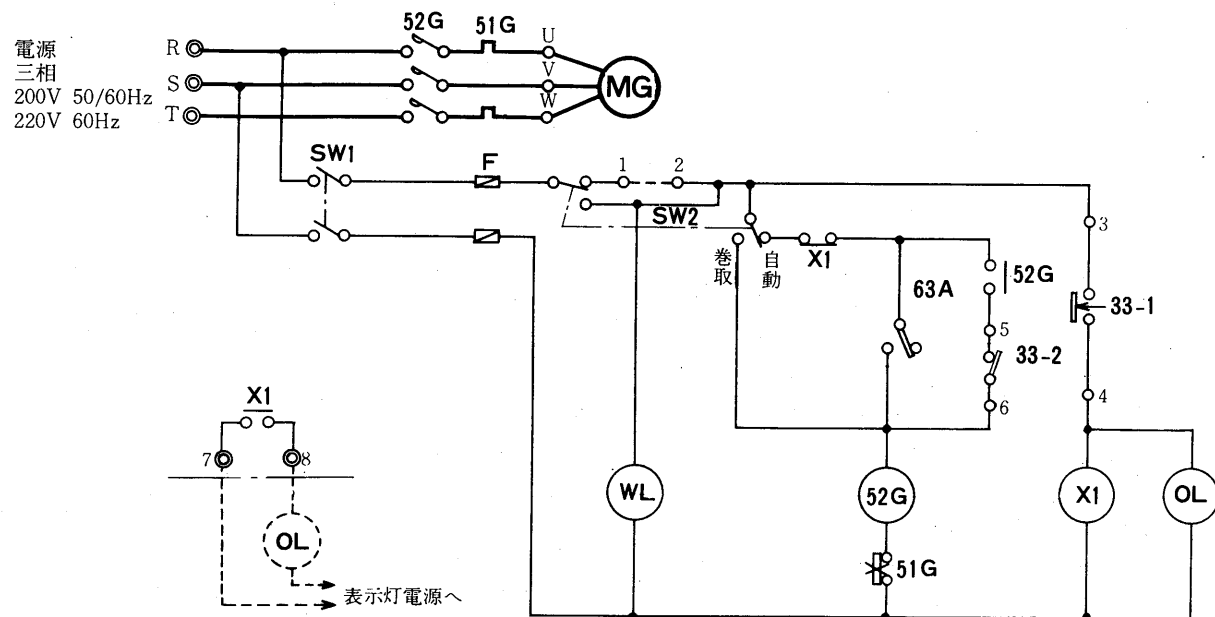 電源
三相
200V 50/60Hz
220V 60Hz
R
S
T
52G
51G
U
V
W
MG
SW1
F
1
2
SW2
巻取
自動
X1
63A
52G
5
33-2
6
3
33-1
4
X1
7
8
OL
表示灯電源へ
WL
52G
51G
X1
OL